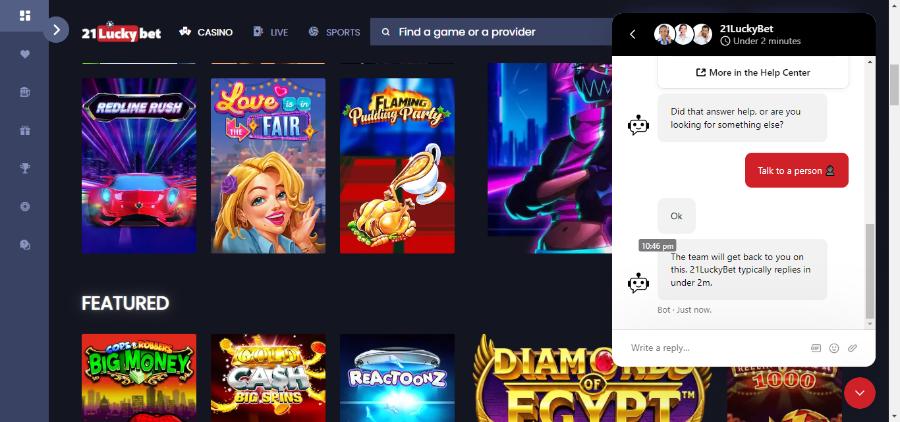 21Luckybet
CASINO
LIVE
SPORTS
Find a game or a provider
REDLINE RUSH
Love is in
THE FAIR
FLAMING
Pudding Party
FEATURED
COPS & ROBBERS
BIG MONEY
GOLD
CASH
BIG SPINS
REACTOONZ
DIAMONDS
OF
EGYPT
1000
21LuckyBet
Under 2 minutes
More in the Help Center
Did that answer help, or are you
looking for something else?
Talk to a person
Ok
10:46 pm
The team will get back to you on
this. 21LuckyBet typically replies in
under 2m.
Bot · Just now.
Write a reply...
GIF